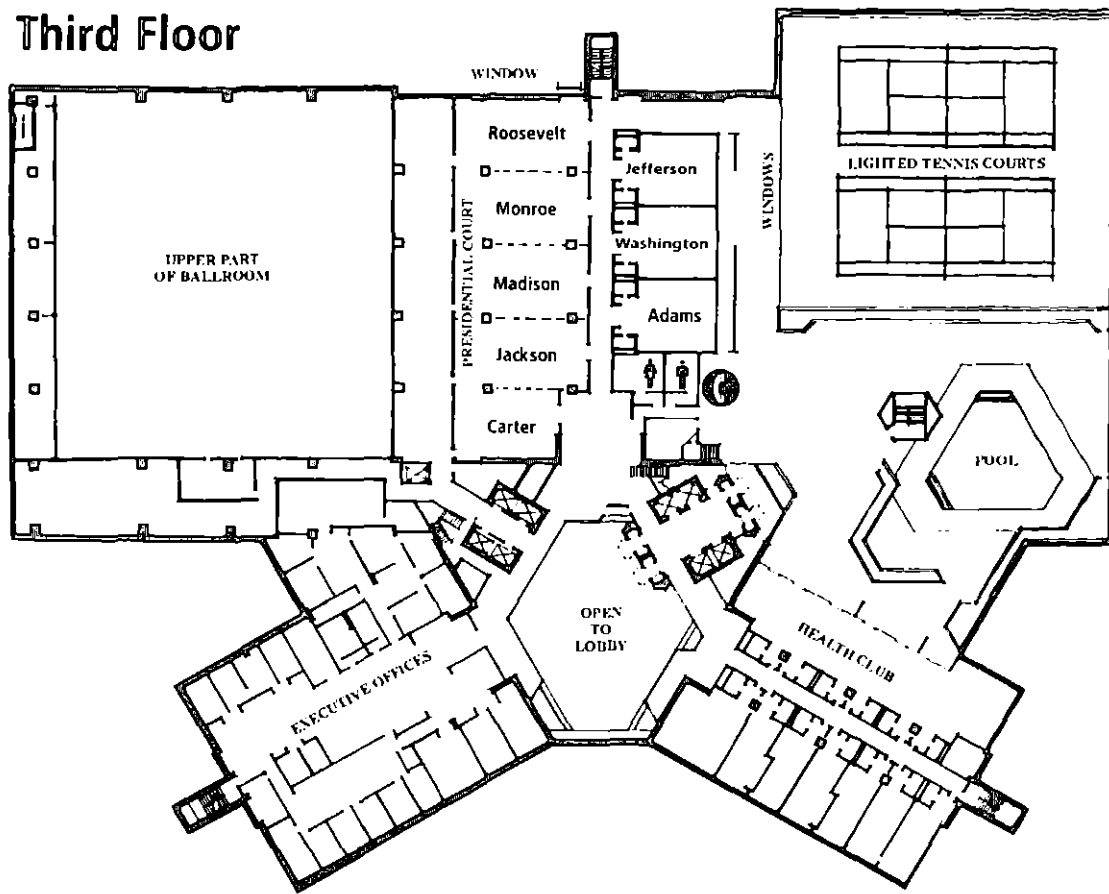 Third Floor
WINDOW
Roosevelt
Jefferson
LIGHTED TENNIS COURTS
WINDOWS
PRESIDENTIAL COURT
Monroe
Washington
UPPER PART
OF BALLROOM
Madison
Adams
Jackson
Carter
POOL
OPEN
TO
LOBBY
HEALTH CLUB
EXECUTIVE OFFICES